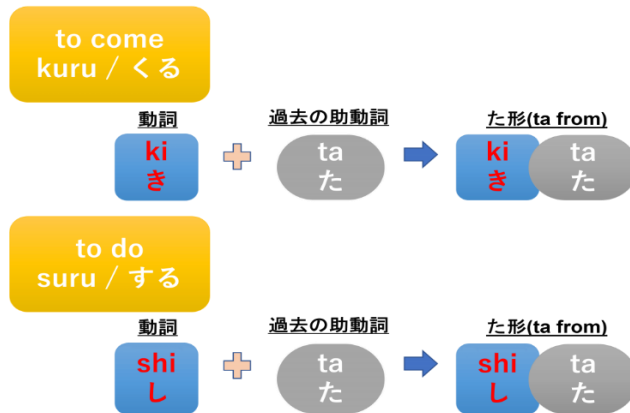 to come
kuru / くる
動詞 過去の助動詞 た形(ta from)
ki ta ki ta
き た き た
to do
suru / する
動詞 過去の助動詞 た形(ta from)
shi ta shi ta
し た し た